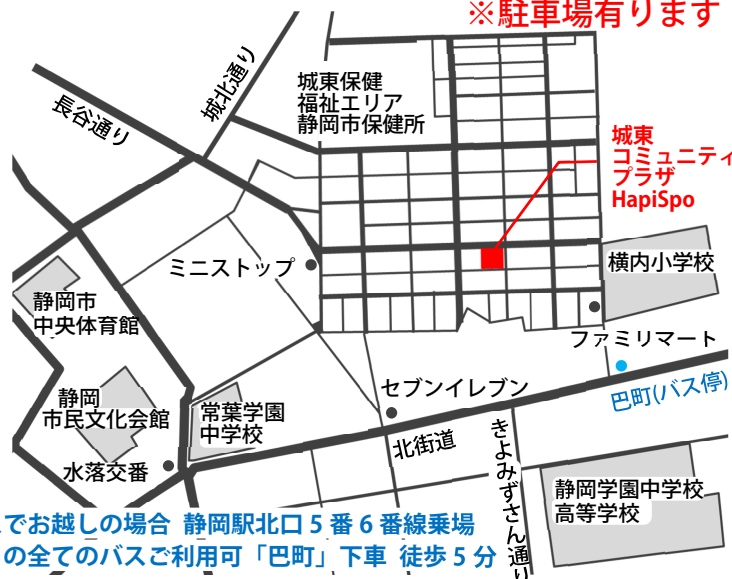 ※駐車場有ります
城北通り
長谷通り
城東保健
福祉エリア
静岡市保健所
城東
コミュニティ
プラザ
HapiSpo
ミニストップ
横内小学校
静岡市
中央体育館
ファミリマート
静岡
市民文化会館
常葉学園
中学校
セブンイレブン
巴町(バス停)
北街道
きよみずさん通り
水落交番
静岡学園中学校
高等学校
でお越しの場合 静岡駅北口5番6番線乗場
の全てのバスご利用可「巴町」下車 徒歩5分